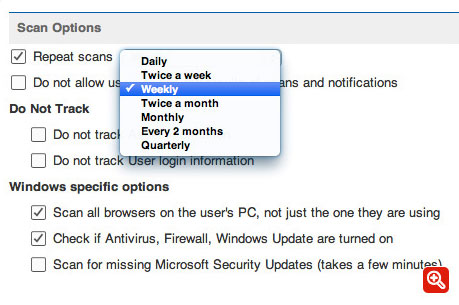 Scan Options
Repeat scans
Daily
Twice a week
Do not allow us ans and notifications
Weekly
Twice a month
Do Not Track
Monthly
Do not track
Every 2 months
Quarterly
Do not track User login information
Windows specific options
Scan all browsers on the user's PC, not just the one they are using
Check if Antivirus, Firewall, Windows Update are turned on
Scan for missing Microsoft Security Updates (takes a few minutes)